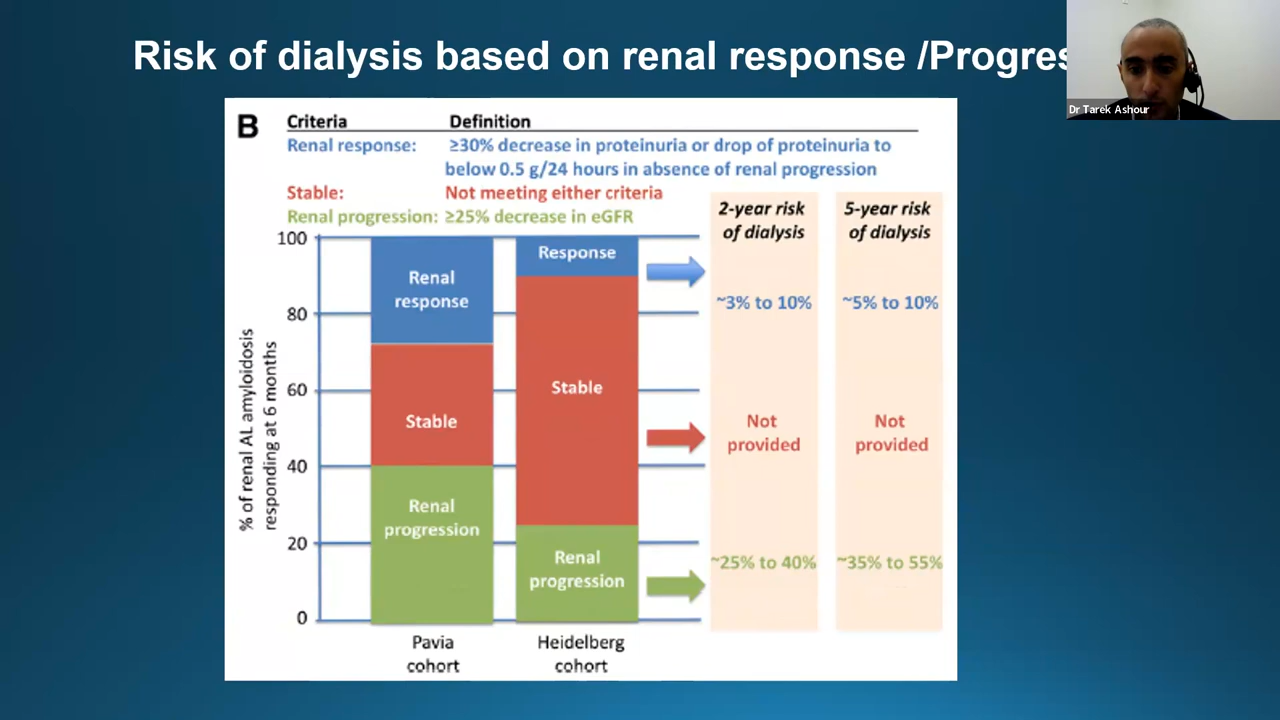 Risk of dialysis based on renal response /Progres
Dr Tarek Ashour
B
Criteria Definition
Renal response: ≥30% decrease in proteinuria or drop of proteinuria to
below 0.5 g/24 hours in absence of renal progression
Stable: Not meeting either criteria
Renal progression: ≥25% decrease in eGFR
2-year risk
of dialysis
5-year risk
of dialysis
% of renal AL amyloidosis
responding at 6 months
100
80
60
40
20
0
Renal
response
Stable
Renal
progression
Response
Stable
Renal
progression
~3% to 10%
~5% to 10%
Not
provided
Not
provided
~25% to 40%
~35% to 55%
Pavia
cohort
Heidelberg
cohort